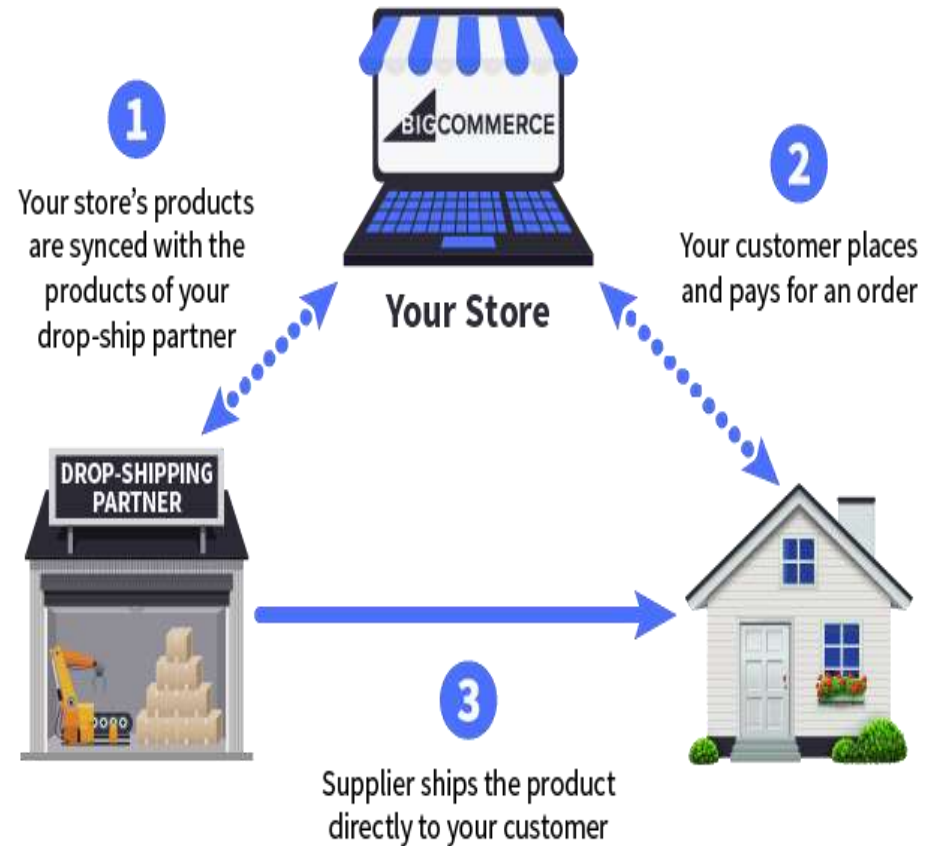 BIGCOMMERCE
1
Your store's products
are synced with the
products of your
drop-ship partner
2
Your customer places
and pays for an order
Your Store
DROP-SHIPPING
PARTNER
3
Supplier ships the product
directly to your customer